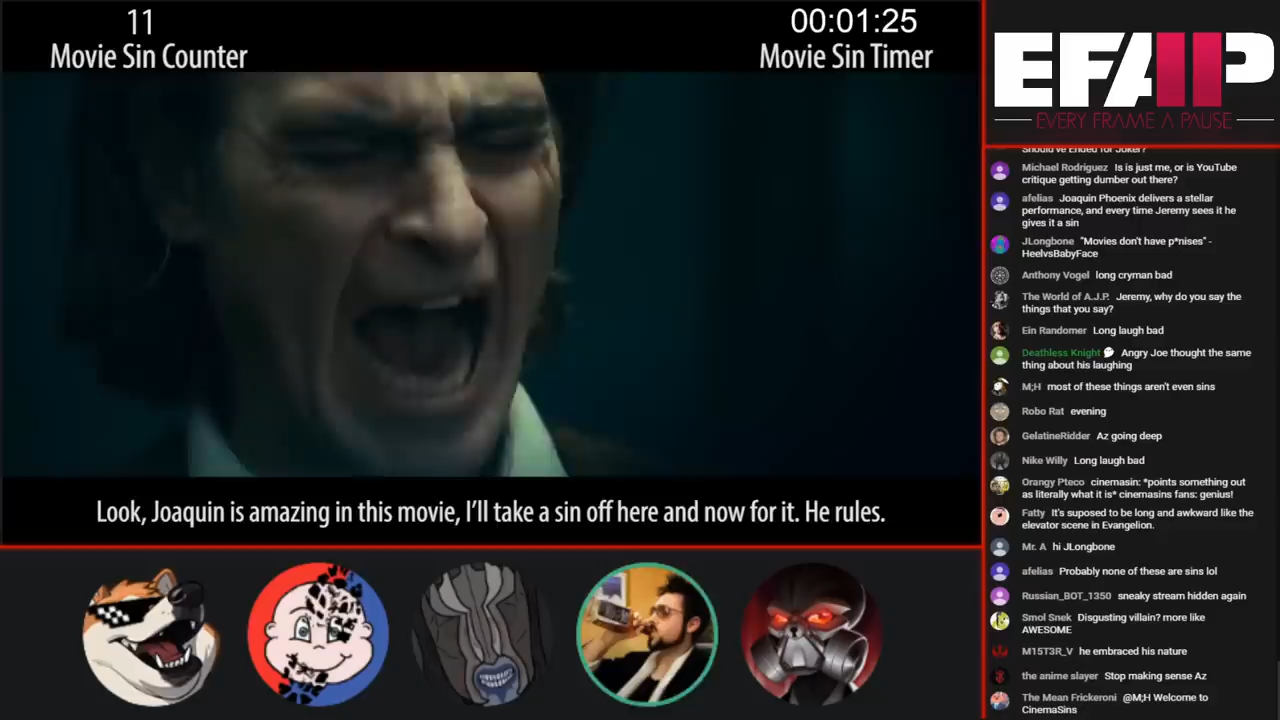 11
Movie Sin Counter
00:01:25
Movie Sin Timer
Look, Joaquin is amazing in this movie, I'll take a sin off here and now for it. He rules.
EFAP
EVERY FRAME A PAUSE
Should've Ended for Joker?
Michael Rodriguez Is is just me, or is YouTube
critique getting dumber out there?
afelias Joaquin Phoenix delivers a stellar
performance, and every time Jeremy sees it he
gives it a sin
JLongbone "Movies don't have p*nises" -
HeelvsBabyFace
Anthony Vogel long cryman bad
The World of A.J.P. Jeremy, why do you say the
things that you say?
Ein Randomer Long laugh bad
Deathless Knight Angry Joe thought the same
thing about his laughing
M;H most of these things aren't even sins
Robo Rat evening
GelatineRidder Az going deep
Nike Willy Long laugh bad
Orangy Pteco cinemasin: *points something out
as literally what it is* cinemasins fans: genius!
Fatty It's suposed to be long and awkward like the
elevator scene in Evangelion.
Mr. A hi JLongbone
afelias Probably none of these are sins lol
Russian_BOT_1350 sneaky stream hidden again
Smol Snek Disgusting villain? more like
AWESOME
M15T3R_V he embraced his nature
the anime slayer Stop making sense Az
The Mean Frickeroni @M;H Welcome to
CinemaSins